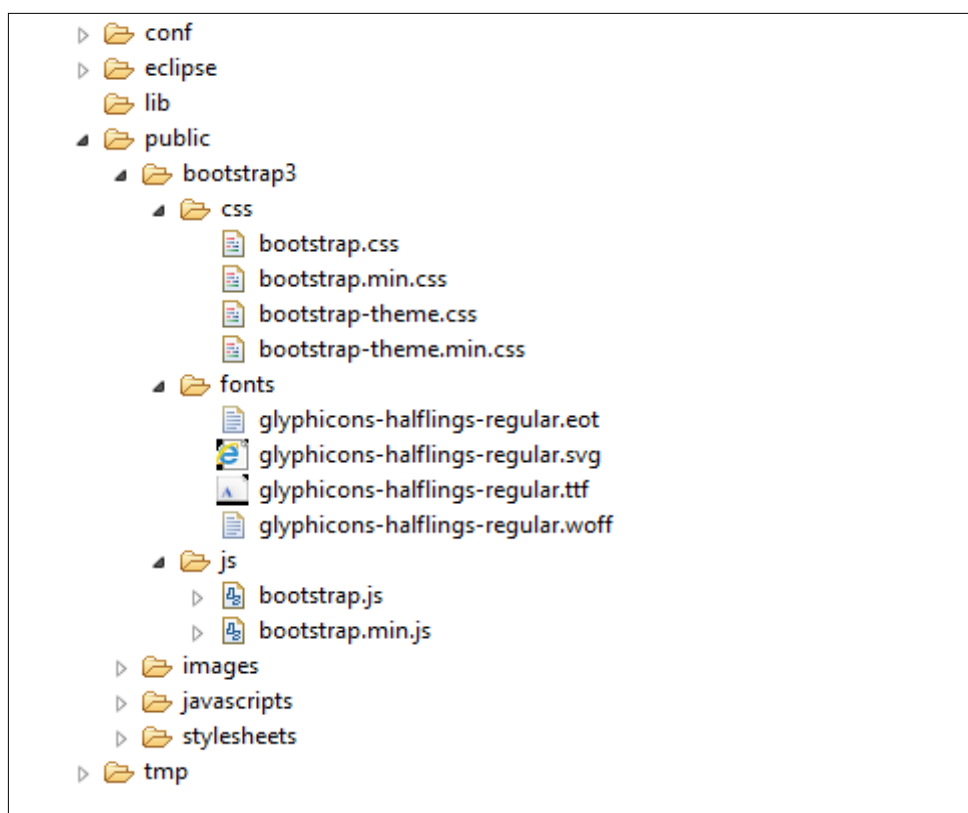 conf
eclipse
lib
public
bootstrap3
css
bootstrap.css
bootstrap.min.css
bootstrap-theme.css
bootstrap-theme.min.css
fonts
glyphicons-halflings-regular.eot
glyphicons-halflings-regular.svg
glyphicons-halflings-regular.ttf
glyphicons-halflings-regular.woff
js
bootstrap.js
bootstrap.min.js
images
javascripts
stylesheets
tmp